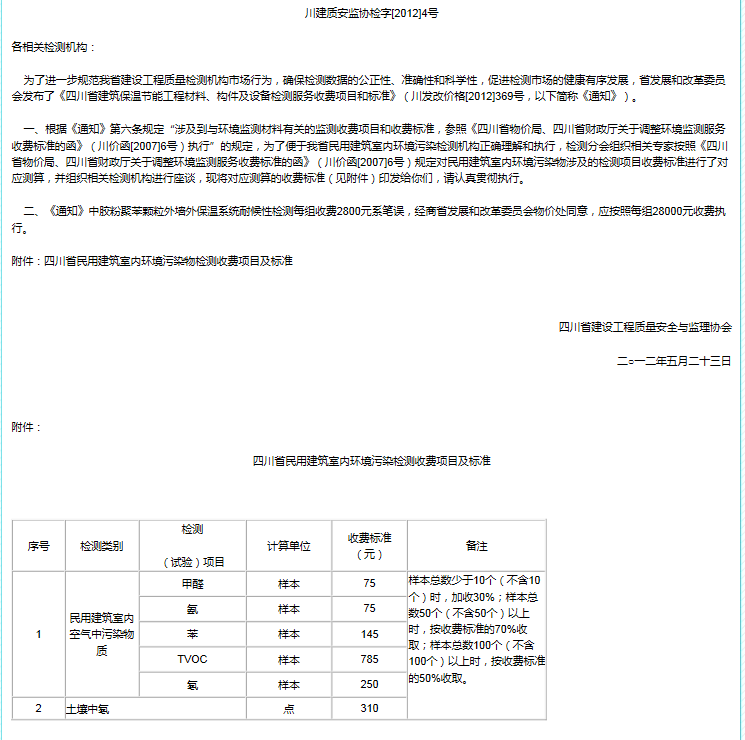 川建质安监协检字[2012]4号
各相关检测机构：
为了进一步规范我省建设工程质量检测机构市场行为，确保检测数据的公正性、准确性和科学性，促进检测市场的健康有序发展，省发展和改革委员
会发布了《四川省建筑保温节能工程材料、构件及设备检测服务收费项目和标准》（川发改价格[2012]369号，以下简称《通知》）。
一、根据《通知》第六条规定“涉及到与环境监测材料有关的监测收费项目和收费标准，参照《四川省物价局、四川省财政厅关于调整环境监测服务
收费标准的函》（川价函[2007]6号）执行”的规定，为了便于我省民用建筑室内环境污染检测机构正确理解和执行，检测分会组织相关专家按照《四川
省物价局、四川省财政厅关于调整环境监测服务收费标准的函》（川价函[2007]6号）规定对民用建筑室内环境污染物涉及的检测项目收费标准进行了对
应测算，并组织相关检测机构进行座谈，现将对应测算的收费标准（见附件）印发给你们，请认真贯彻执行。
二、《通知》中胶粉聚苯颗粒外墙外保温系统耐候性检测每组收费2800元系笔误，经商省发展和改革委员会物价处同意，应按照每组28000元收费执
行。
附件：四川省民用建筑室内环境污染物检测收费项目及标准
四川省建设工程质量安全与监理协会
二○一二年五月二十三日
附件：
四川省民用建筑室内环境污染检测收费项目及标准
序号 检测类别 检测 （试验）项目 计算单位 收费标准（元） 备注
1 民用建筑室内空气中污染物质 甲醛 样本 75
氨 样本 75
苯 样本 145
TVOC 样本 785
氡 样本 250
样本总数少于10个（不含10
个）时，加收30%；样本总
数50个（不含50个）以上
时，按收费标准的70%收
取；样本总数100个（不含
100个）以上时，按收费标准
的50%收取。
2 土壤中氡 点 310